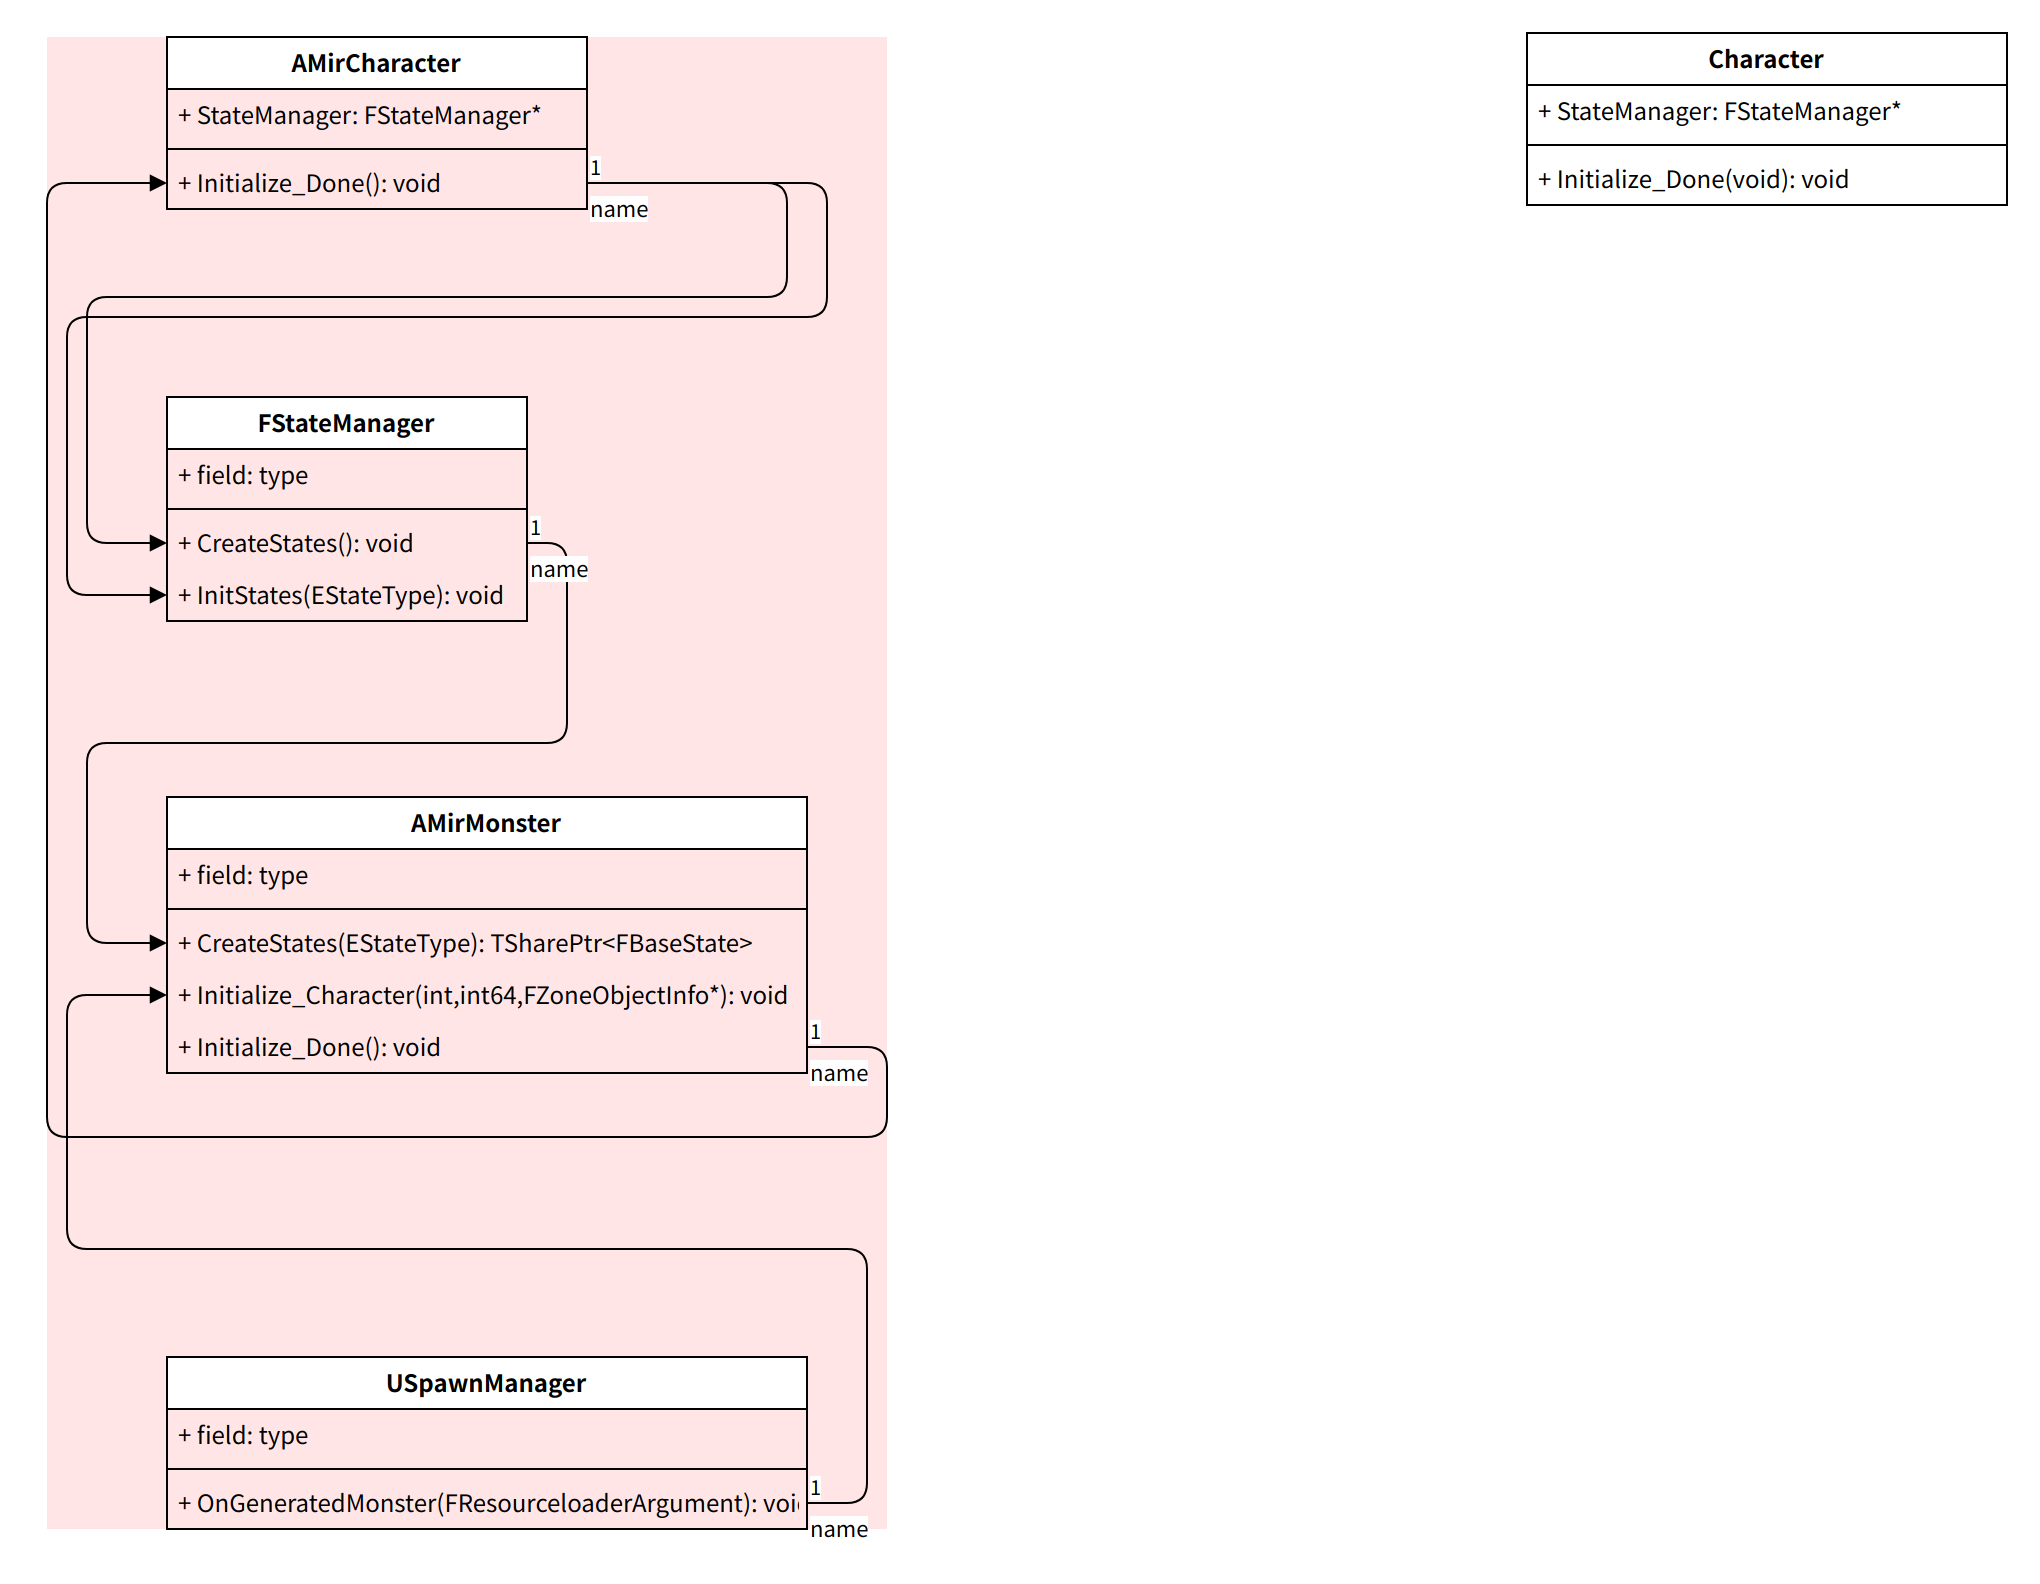 AMirCharacter
+ StateManager: FStateManager*
+ Initialize_Done(): void
1
name
FStateManager
+ field: type
+ CreateStates(): void
+ InitStates(EStateType): void
1
name
AMirMonster
+ field: type
+ CreateStates(EStateType): TSharePtr<FBaseState>
+ Initialize_Character(int,int64,FZoneObjectInfo*): void
+ Initialize_Done(): void
1
name
USpawnManager
+ field: type
+ OnGeneratedMonster(FResourceloaderArgument): voi
1
name
Character
+ StateManager: FStateManager*
+ Initialize_Done(void): void